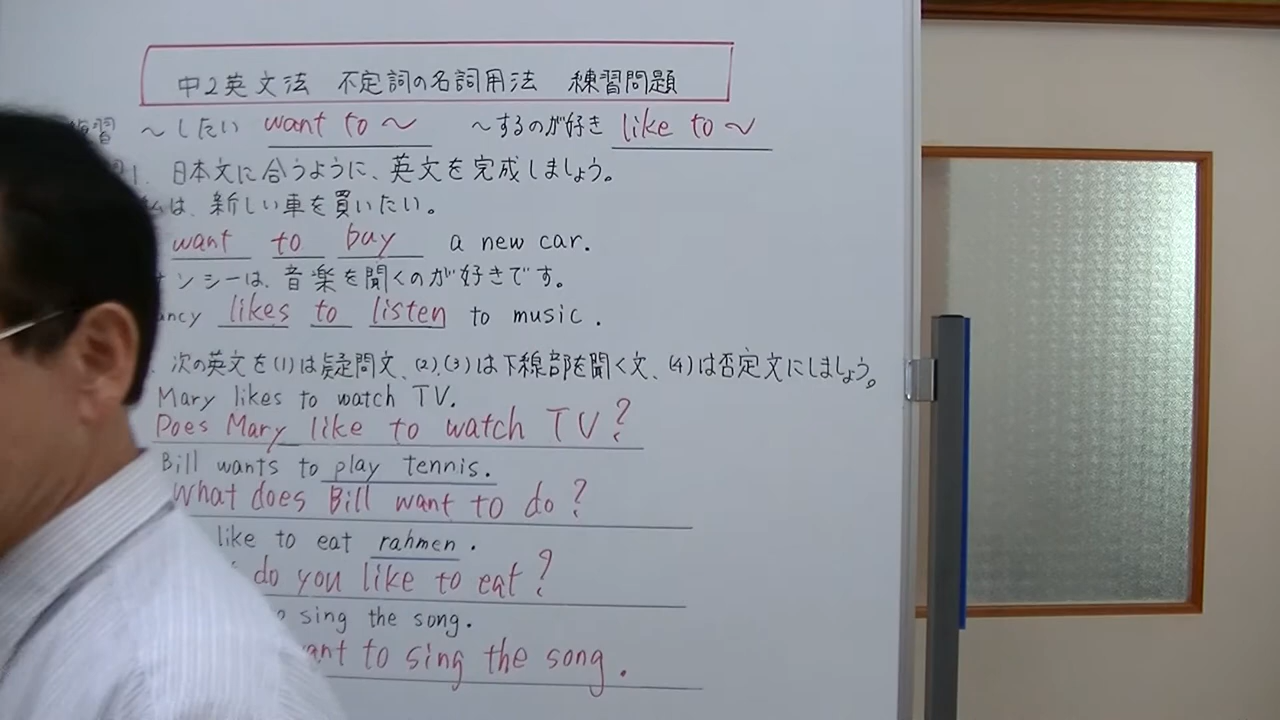 中2英文法 不定詞の名詞用法 練習問題
習 ～したい want to ～ ～するのが好き like to ～
1. 日本文に合うように、英文を完成しましょう。
私は、新しい車を買いたい。
want to buy a new car.
ンシーは、音楽を聞くのが好きです。
ncy likes to listen to music.
次の英文を(1)は疑問文、(2),(3)は下線部を聞く文、(4)は否定文にしましょう。
Mary likes to watch TV.
Does Mary like to watch TV?
Bill wants to play tennis.
What does Bill want to do?
like to eat rahmen.
do you like to eat?
sing the song.
want to sing the song.